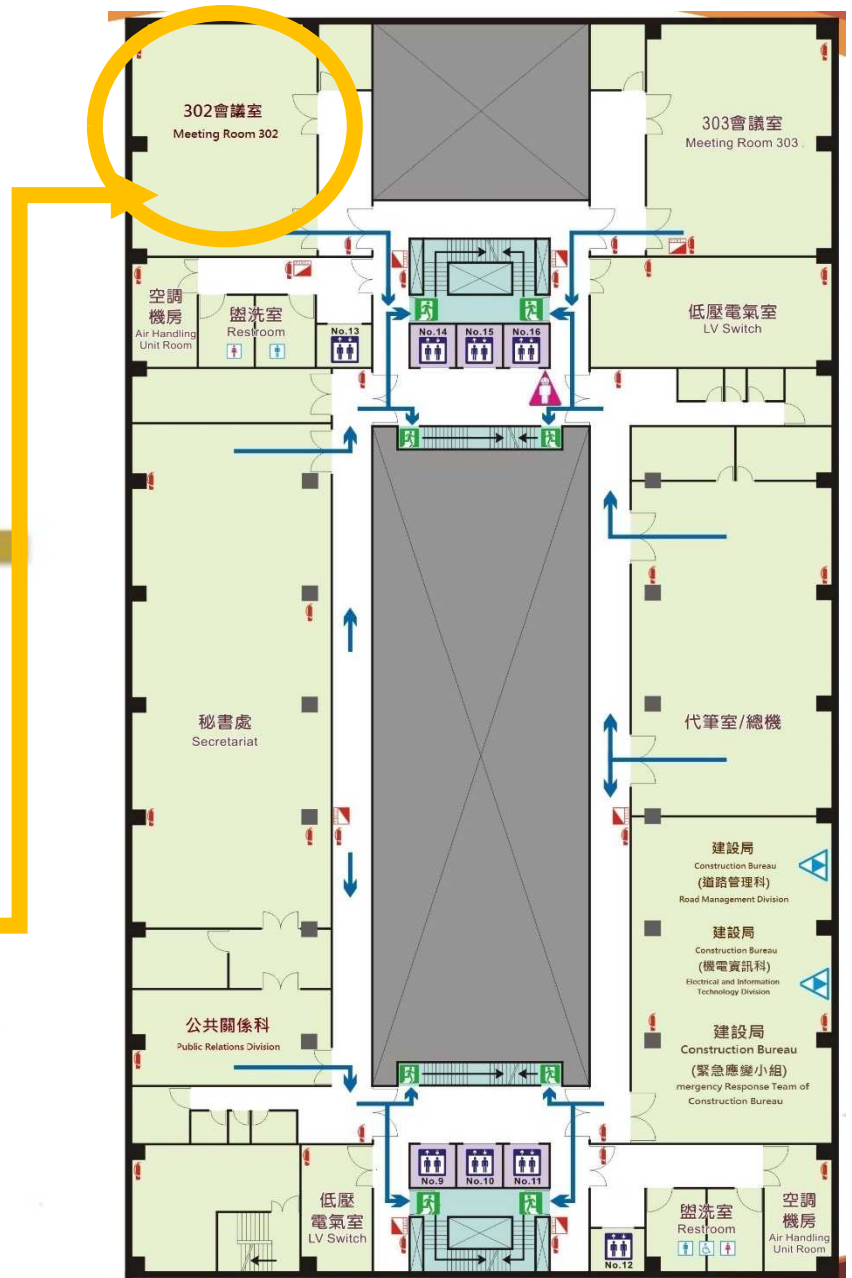 302會議室
Meeting Room 302
303會議室
Meeting Room 303
空調
機房
Air Handling
Unit Room
盥洗室
Restroom
No.13
No.14
No.15
No.16
低壓電氣室
LV Switch
秘書處
Secretariat
代筆室/總機
建設局
Construction Bureau
(道路管理科)
Road Management Division
建設局
Construction Bureau
(機電資訊科)
Electrical and Information
Technology Division
公共關係科
Public Relations Division
建設局
Construction Bureau
(緊急應變小組)
mergency Response Team of
Construction Bureau
低壓
電氣室
LV Switch
No.9
No.10
No.11
No.12
盥洗室
Restroom
空調
機房
Air Handling
Unit Room